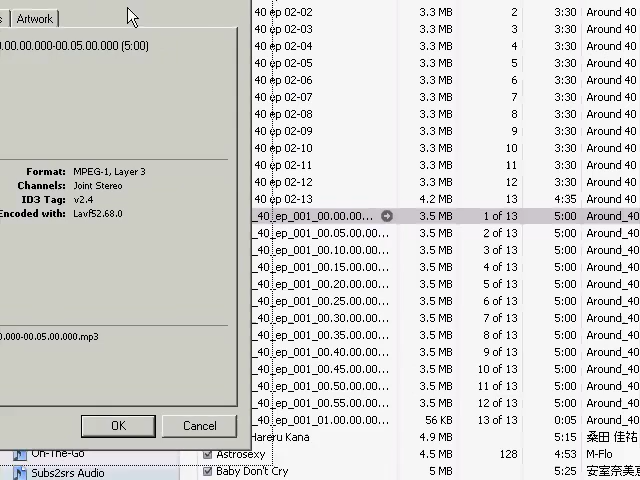 s Artwork
0.00.00.000-00.05.00.000 (5:00)
Format: MPEG-1, Layer 3
Channels: Joint Stereo
ID3 Tag: v2.4
Encoded with: Lavf52.68.0
0.000-00.05.00.000.mp3
OK Cancel
40 ep 02-02 3.3 MB 2 3:30 Around 40
40 ep 02-03 3.3 MB 3 3:30 Around 40
40 ep 02-04 3.3 MB 4 3:30 Around 40
40 ep 02-05 3.3 MB 5 3:30 Around 40
40 ep 02-06 3.3 MB 6 3:30 Around 40
40 ep 02-07 3.3 MB 7 3:30 Around 40
40 ep 02-08 3.3 MB 8 3:30 Around 40
40 ep 02-09 3.3 MB 9 3:30 Around 40
40 ep 02-10 3.3 MB 10 3:30 Around 40
40 ep 02-11 3.3 MB 11 3:30 Around 40
40 ep 02-12 3.3 MB 12 3:30 Around 40
40 ep 02-13 4.2 MB 13 4:35 Around 40
_40_ep_001_00.00.00... 3.5 MB 1 of 13 5:00 Around_40
_40_ep_001_00.05.00.00... 3.5 MB 2 of 13 5:00 Around_40
_40_ep_001_00.10.00.00... 3.5 MB 3 of 13 5:00 Around_40
_40_ep_001_00.15.00.00... 3.5 MB 4 of 13 5:00 Around_40
_40_ep_001_00.20.00.00... 3.5 MB 5 of 13 5:00 Around_40
_40_ep_001_00.25.00.00... 3.5 MB 6 of 13 5:00 Around_40
_40_ep_001_00.30.00.00... 3.5 MB 7 of 13 5:00 Around_40
_40_ep_001_00.35.00.00... 3.5 MB 8 of 13 5:00 Around_40
_40_ep_001_00.40.00.00... 3.5 MB 9 of 13 5:00 Around_40
_40_ep_001_00.45.00.00... 3.5 MB 10 of 13 5:00 Around_40
_40_ep_001_00.50.00.00... 3.5 MB 11 of 13 5:00 Around_40
_40_ep_001_00.55.00.00... 3.5 MB 12 of 13 5:00 Around_40
_40_ep_001_01.00.00.00... 56 KB 13 of 13 0:05 Around_40
Hareru Kana 4.9 MB 5:15 桑田 佳祐
On-The-Go Astrosexy 4.5 MB 128 4:53 M-Flo
Subs2srs Audio Baby Don't Cry 5 MB 5:25 安室奈美恵